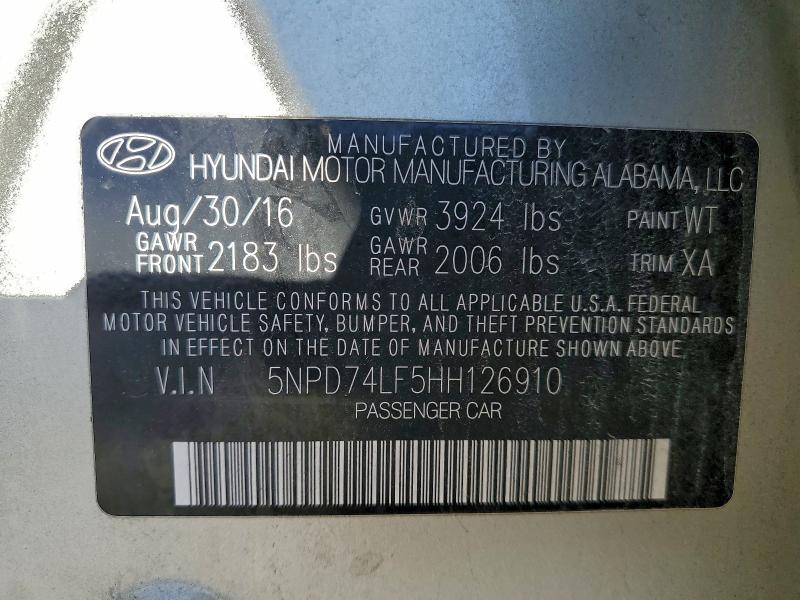 MANUFACTURED BY
HYUNDAI MOTOR MANUFACTURING ALABAMA, LLC
Aug/30/16 GVWR 3924 lbs PAINT WT
GAWR FRONT 2183 lbs GAWR REAR 2006 lbs TRIM XA
THIS VEHICLE CONFORMS TO ALL APPLICABLE U.S.A. FEDERAL
MOTOR VEHICLE SAFETY, BUMPER, AND THEFT PREVENTION STANDARDS
IN EFFECT ON THE DATE OF MANUFACTURE SHOWN ABOVE
V.I.N 5NPD74LF5HH126910
PASSENGER CAR